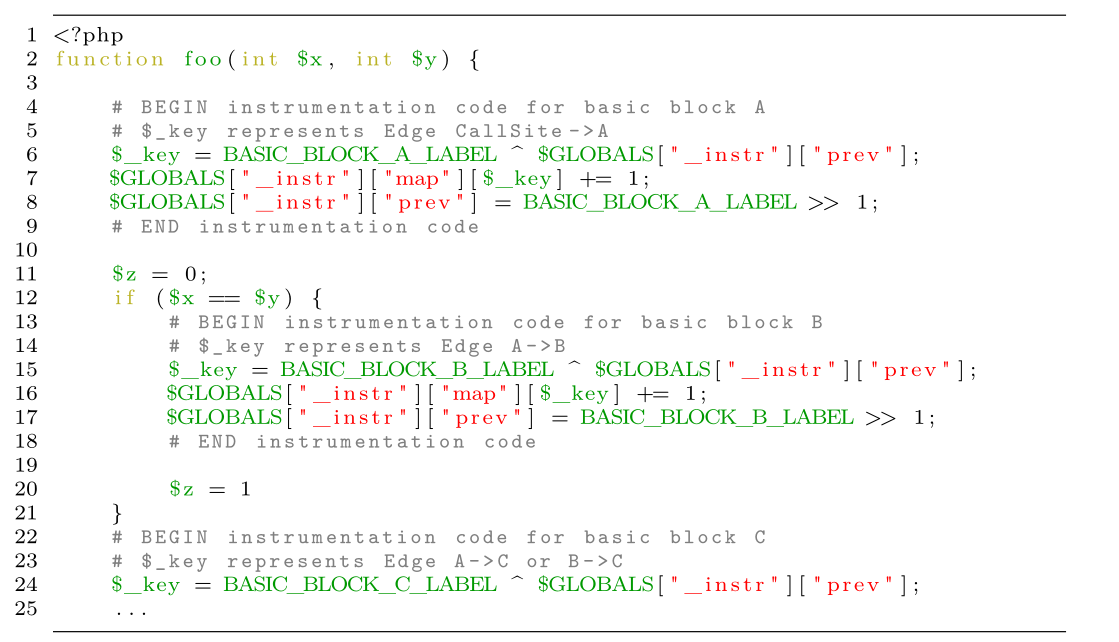 1 <?php
2 function foo(int $x, int $y) {
3
4 # BEGIN instrumentation code for basic block A
5 # $_key represents Edge CallSite->A
6 $_key = BASIC_BLOCK_A_LABEL ^ $GLOBALS["_instr"]["prev"];
7 $GLOBALS["_instr"]["map"][$_key] += 1;
8 $GLOBALS["_instr"]["prev"] = BASIC_BLOCK_A_LABEL >> 1;
9 # END instrumentation code
10
11 $z = 0;
12 if ($x == $y) {
13 # BEGIN instrumentation code for basic block B
14 # $_key represents Edge A->B
15 $_key = BASIC_BLOCK_B_LABEL ^ $GLOBALS["_instr"]["prev"];
16 $GLOBALS["_instr"]["map"][$_key] += 1;
17 $GLOBALS["_instr"]["prev"] = BASIC_BLOCK_B_LABEL >> 1;
18 # END instrumentation code
19
20 $z = 1
21 }
22 # BEGIN instrumentation code for basic block C
23 # $_key represents Edge A->C or B->C
24 $_key = BASIC_BLOCK_C_LABEL ^ $GLOBALS["_instr"]["prev"];
25 ...